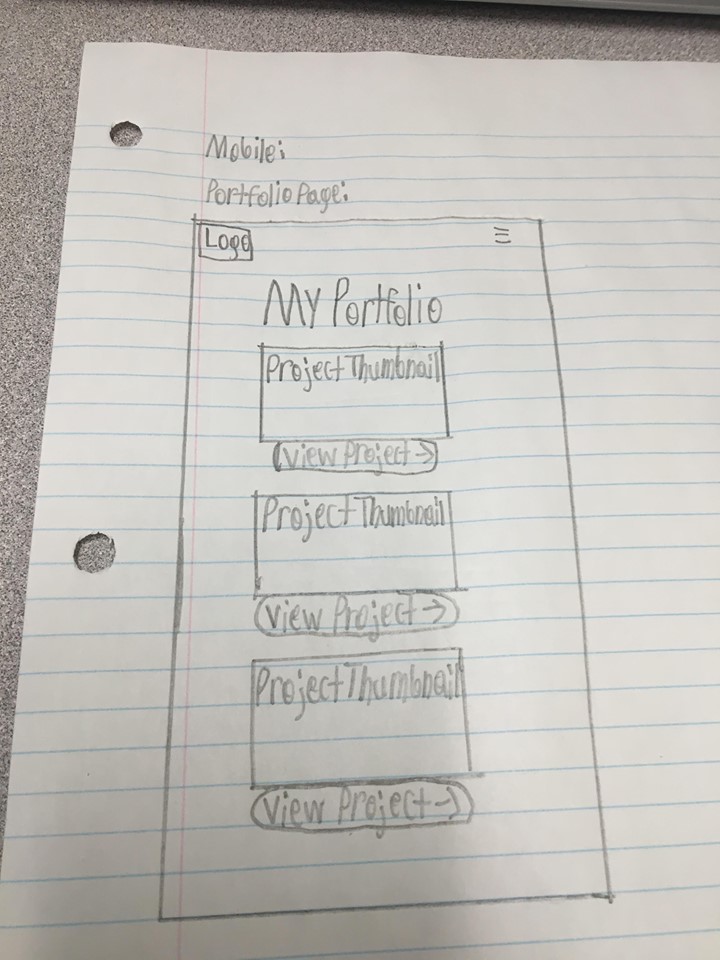 Mobile:
Portfolio Page:
Logo
My Portfolio
Project Thumbnail
View Project →
Project Thumbnail
View Project →
Project Thumbnail
View Project →